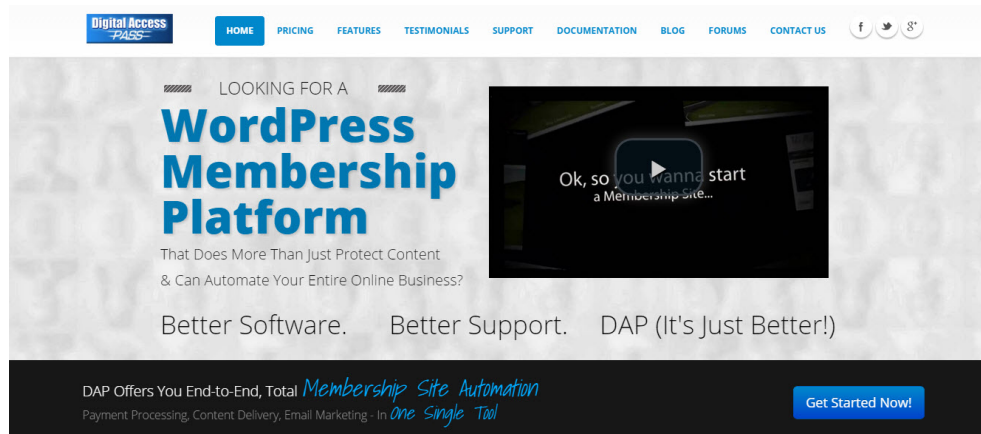 Digital Access
PASS
HOME PRICING FEATURES TESTIMONIALS SUPPORT DOCUMENTATION BLOG FORUMS CONTACT US
LOOKING FOR A
WordPress
Membership
Platform
That Does More Than Just Protect Content
& Can Automate Your Entire Online Business?
Ok, so you wanna start
a Membership Site...
Better Software. Better Support. DAP (It's Just Better!)
DAP Offers You End-to-End, Total Membership Site Automation
Payment Processing, Content Delivery, Email Marketing - In One Single Tool
Get Started Now!